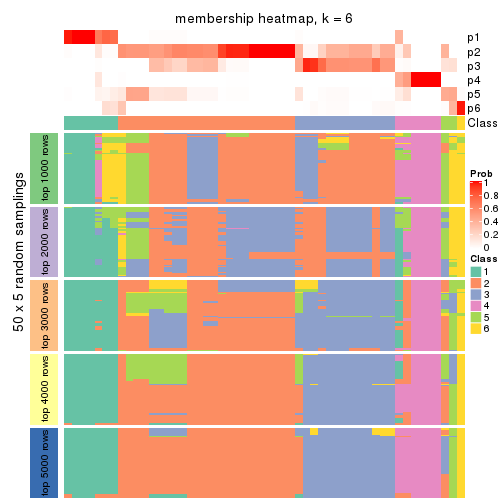 membership heatmap, k = 6
p1
p2
p3
p4
p5
p6
Class
50 x 5 random samplings
top 1000 rows
top 2000 rows
top 3000 rows
top 4000 rows
top 5000 rows
Prob
1
0.8
0.6
0.4
0.2
0
Class
1
2
3
4
5
6